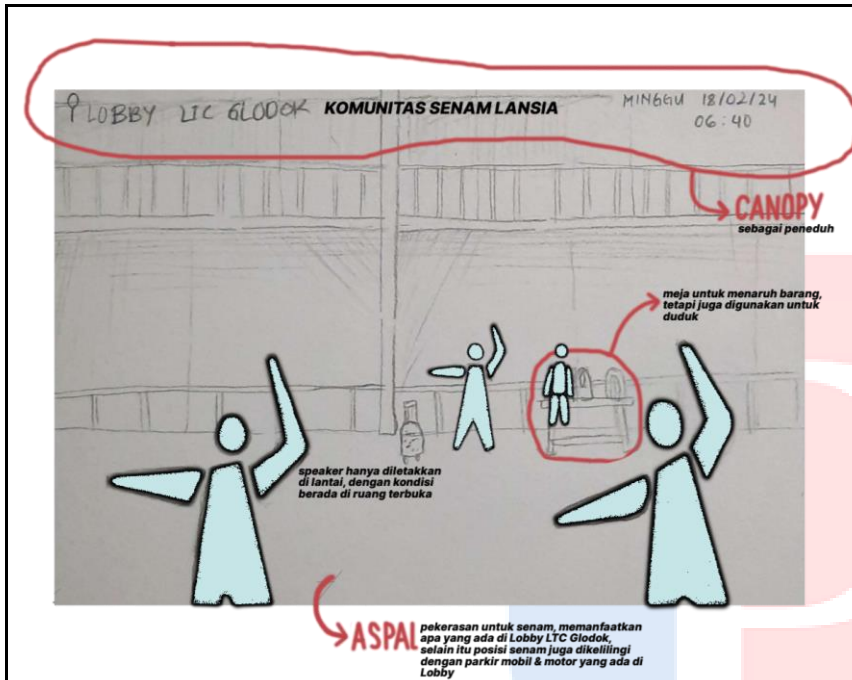 LOBBY LTC GLODOK
KOMUNITAS SENAM LANSIA
MINGGU 18/02/24
06:40
CANOPY
sebagai peneduh
meja untuk menaruh barang,
tetapi juga digunakan untuk
duduk
speaker hanya diletakkan
di lantai, dengan kondisi
berada di ruang terbuka
ASPAL
pekerasan untuk senam, memanfaatkan
apa yang ada di Lobby LTC Glodok,
selain itu posisi senam juga dikelilingi
dengan parkir mobil & motor yang ada di
Lobby